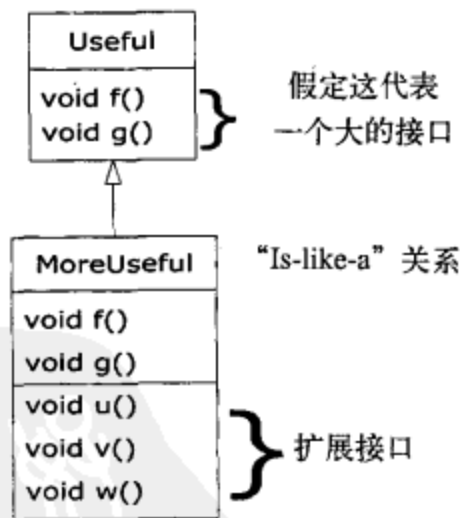 Useful
void f()
void g()
假定这代表
一个大的接口
MoreUseful
“Is-like-a”关系
void f()
void g()
void u()
void v()
void w()
扩展接口